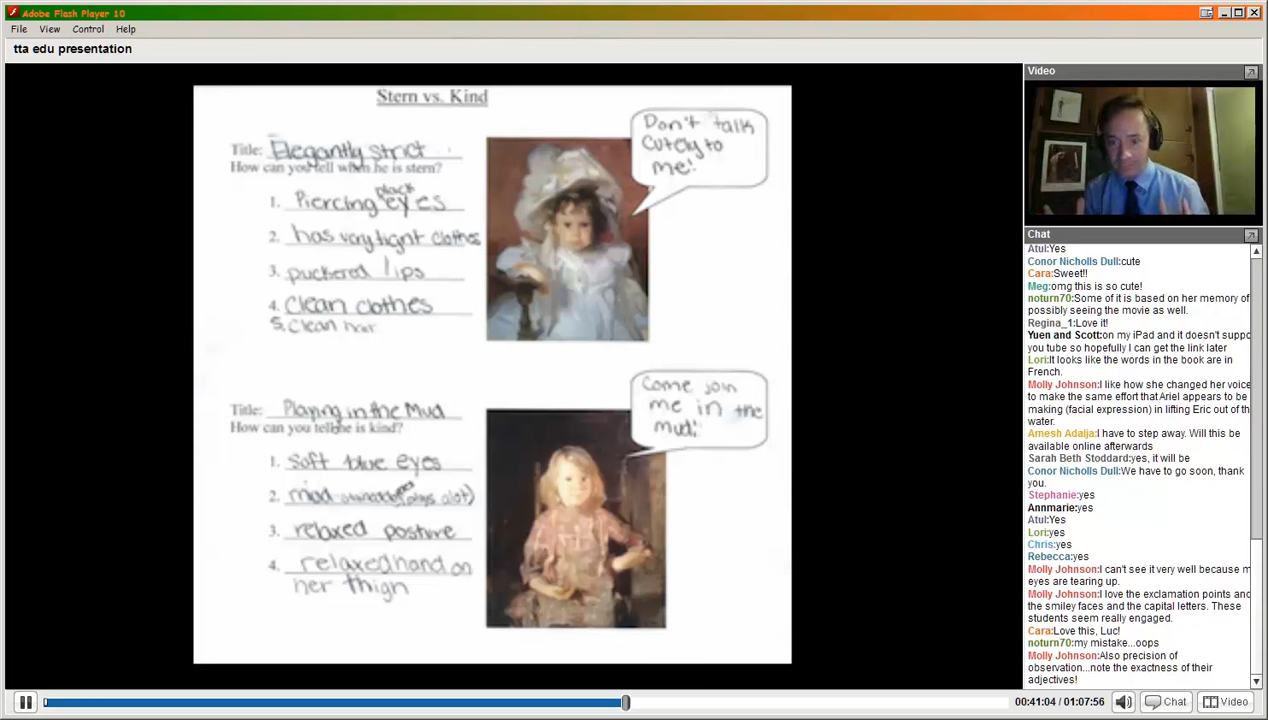 Adobe Flash Player 10
File View Control Help
tta edu presentation
Stern vs. Kind
Title: Elegantly strict
How can you tell when he is stern?
1. Piercing black eyes
2. has very tight clothes
3. puckered lips
4. Clean clothes
5. Clean hair
Don't talk
cutely to
me!
Title: Playing in the Mud
How can you tell he is kind?
1. Soft blue eyes
2. mud plays alot)
3. relaxed posture
4. relaxed hand on
her thigh
Come join
me in the
mud!
Video
Chat
Atul:Yes
Conor Nicholls Dull:cute
Cara:Sweet!!
Meg:omg this is so cute!
noturn70:Some of it is based on her memory of
possibly seeing the movie as well.
Regina_1:Love it!
Yuen and Scott:on my iPad and it doesn't suppo
you tube so hopefully I can get the link later
Lori:It looks like the words in the book are in
French.
Molly Johnson:I like how she changed her voice
to make the same effort that Ariel appears to be
making (facial expression) in lifting Eric out of the
water.
Amesh Adalja:I have to step away. Will this be
available online afterwards
Sarah Beth Stoddard:yes, it will be
Conor Nicholls Dull:We have to go soon, thank
you.
Stephanie:yes
Annmarie:yes
Atul:Yes
Lori:yes
Chris:yes
Rebecca:yes
Molly Johnson:I can't see it very well because m
eyes are tearing up.
Molly Johnson:I love the exclamation points and
the smiley faces and the capital letters. These
students seem really engaged.
Cara:Love this, Luc!
noturn70:my mistake...oops
Molly Johnson:Also precision of
observation...note the exactness of their
adjectives!
00:41:04 / 01:07:56 Chat Video